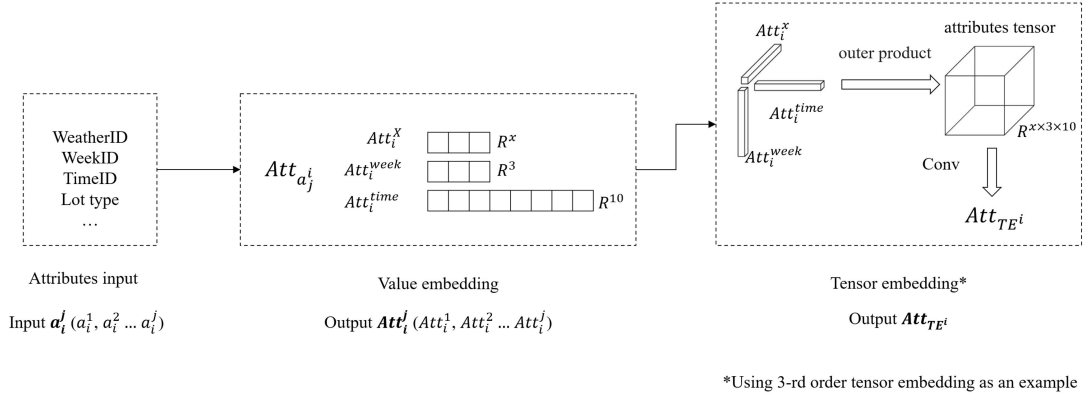 WeatherID
WeekID
TimeID
Lot type
…
Attributes input
Input a_i^j (a_i^1, a_i^2 … a_i^j)
Att_{a_j^i}
Att_i^X R^x
Att_i^{week} R^3
Att_i^{time} R^{10}
Value embedding
Output Att_i^j (Att_i^1, Att_i^2 … Att_i^j)
Att_i^x
outer product
attributes tensor
Att_i^{time}
Att_i^{week}
R^{x×3×10}
Conv
Att_{TE^i}
Tensor embedding*
Output Att_{TE^i}
*Using 3-rd order tensor embedding as an example